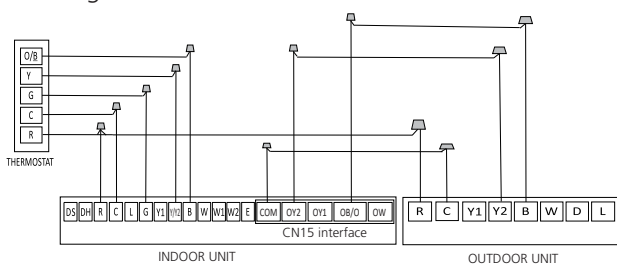 O/B
Y
G
C
R
THERMOSTAT
DS DH R C L G Y1 Y/Y2 B W W1 W2 E COM OY2 OY1 OB/O OW
CN15 interface
INDOOR UNIT
R C Y1 Y2 B W D L
OUTDOOR UNIT